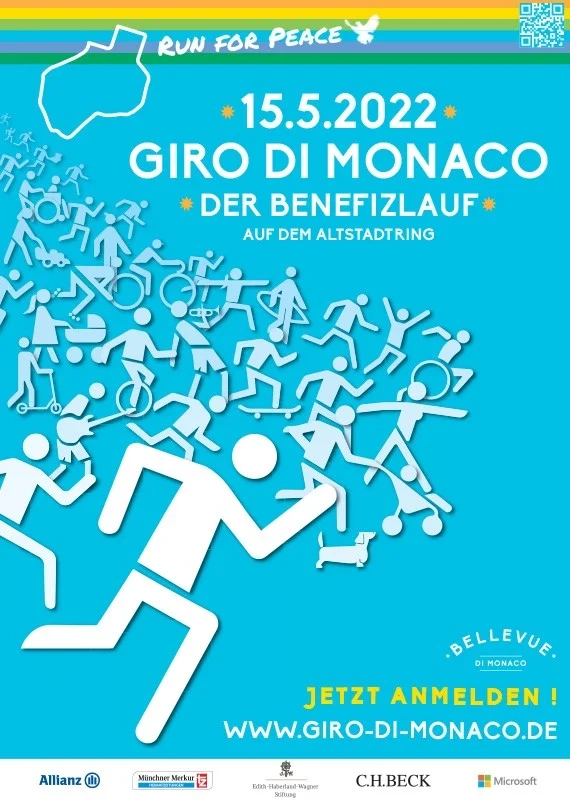 RUN FOR PEACE
15.5.2022
GIRO DI MONACO
DER BENEFIZLAUF
AUF DEM ALTSTADTRING
BELLEVUE
DI MONACO
JETZT ANMELDEN !
WWW.GIRO-DI-MONACO.DE
Allianz
Münchner Merkur tz
Edith-Haberland-Wagner
Stiftung
C.H.BECK
Microsoft